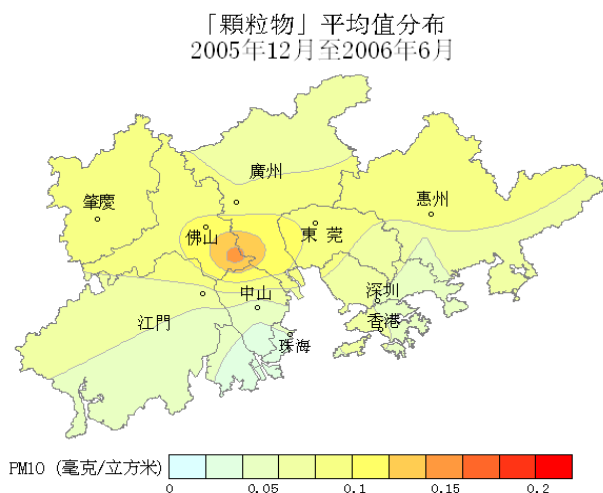 「顆粒物」平均值分布
2005年12月至2006年6月
廣州
肇慶
惠州
佛山
東莞
深圳
中山
江門
香港
珠海
PM10 (毫克/立方米)
0 0.05 0.1 0.15 0.2